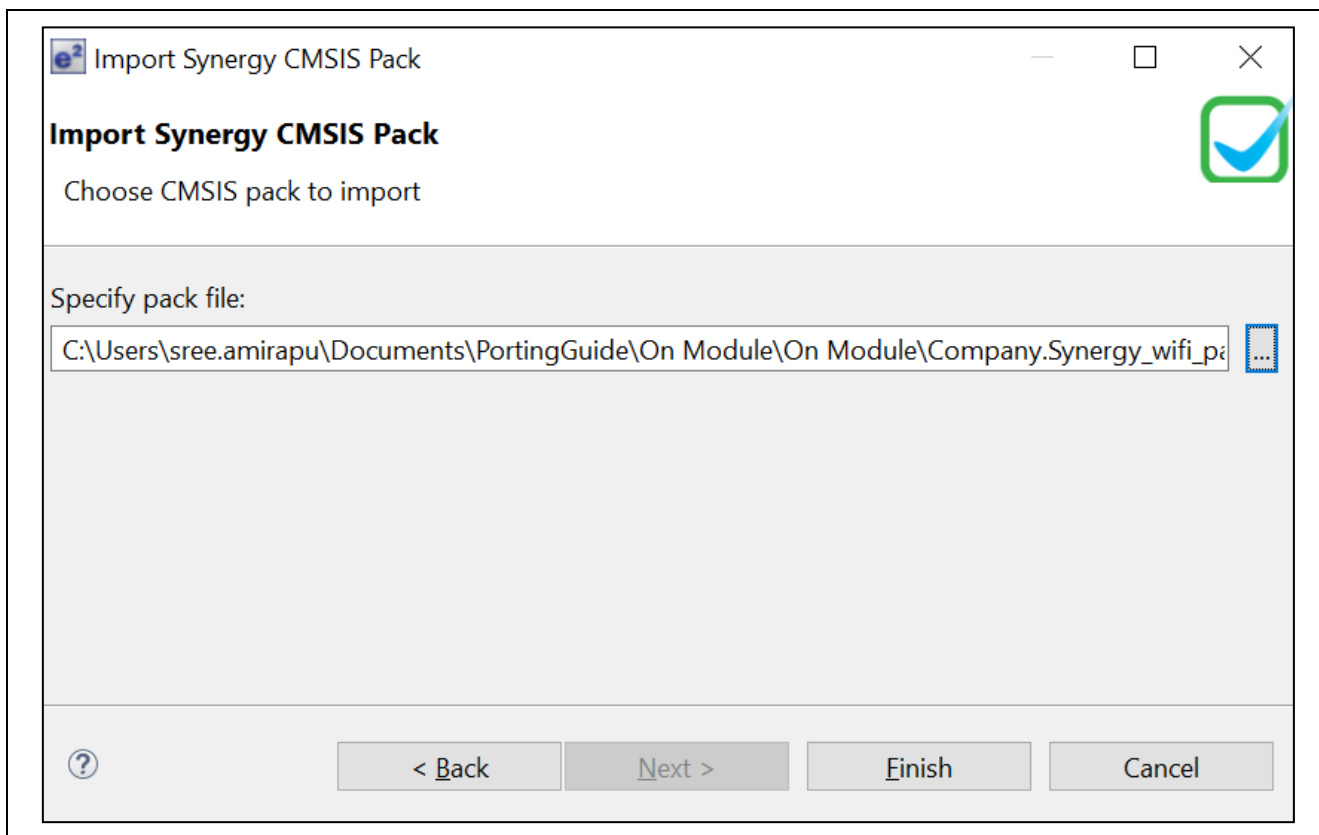 e² Import Synergy CMSIS Pack
Import Synergy CMSIS Pack
Choose CMSIS pack to import
Specify pack file:
C:\Users\sree.amirapu\Documents\PortingGuide\On Module\On Module\Company.Synergy_wifi_pa ...
? < Back Next > Finish Cancel